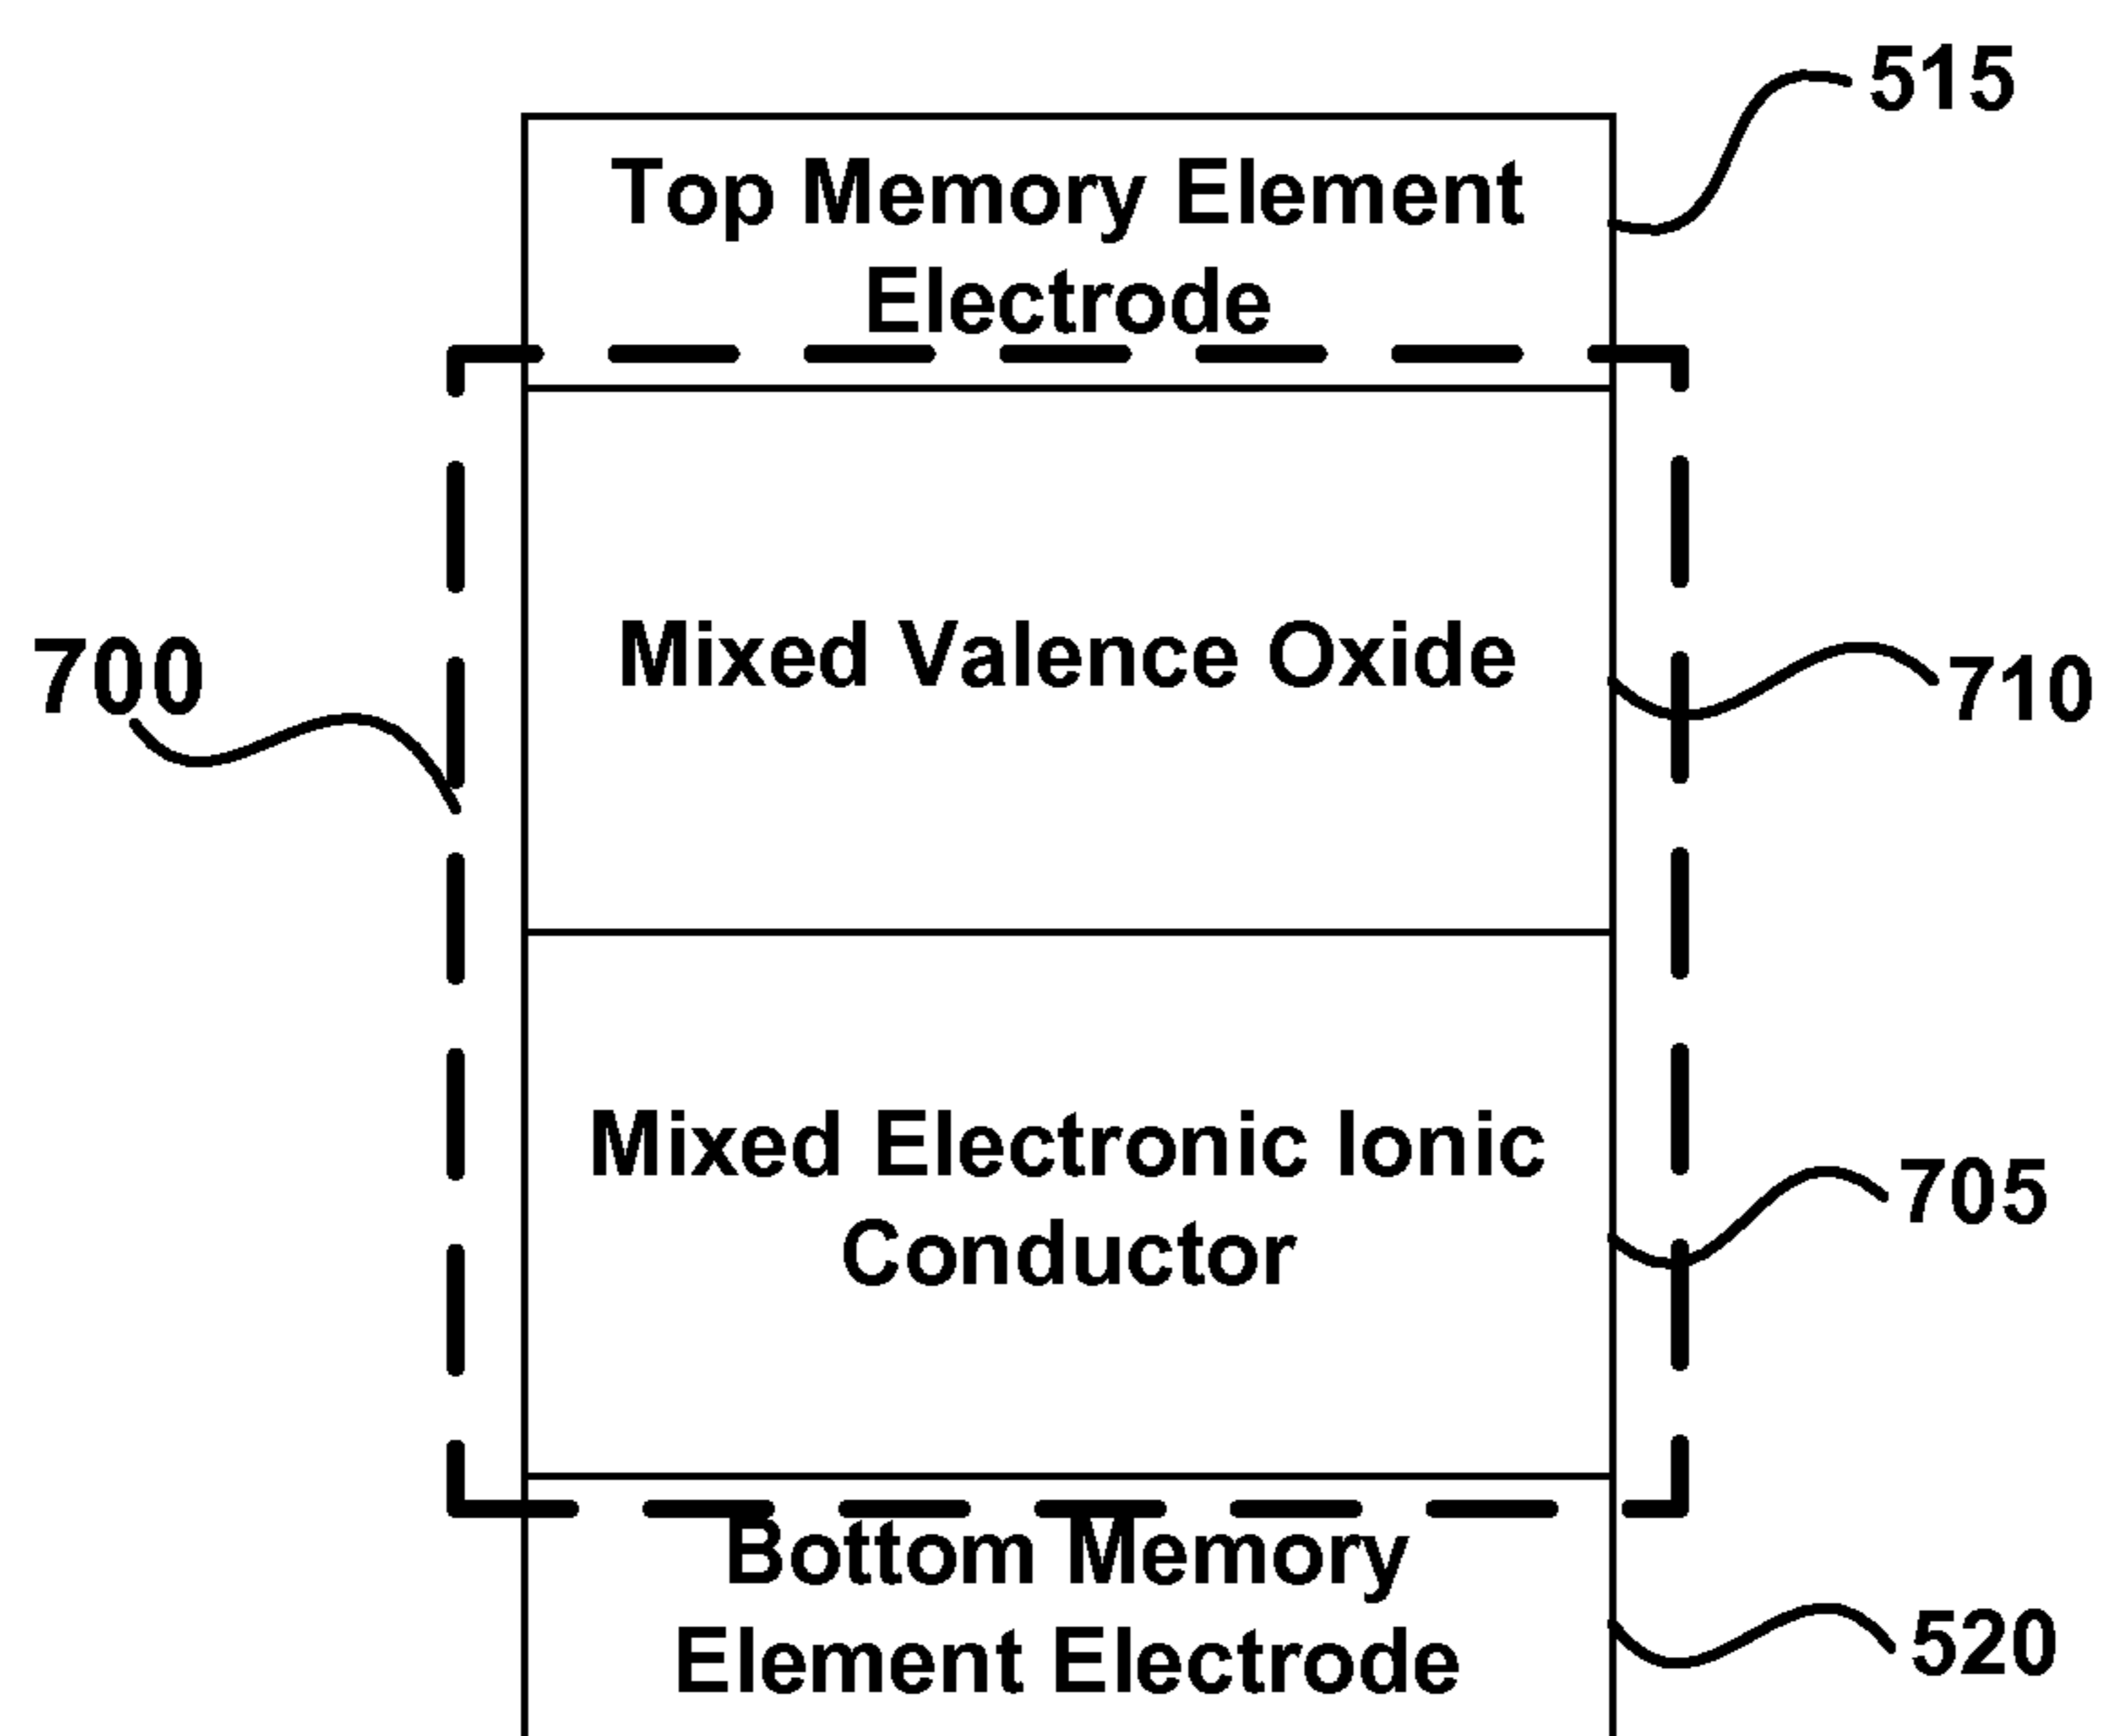 515
Top Memory Element
Electrode
Mixed Valence Oxide
700
710
Mixed Electronic Ionic
Conductor
705
Bottom Memory
Element Electrode
520